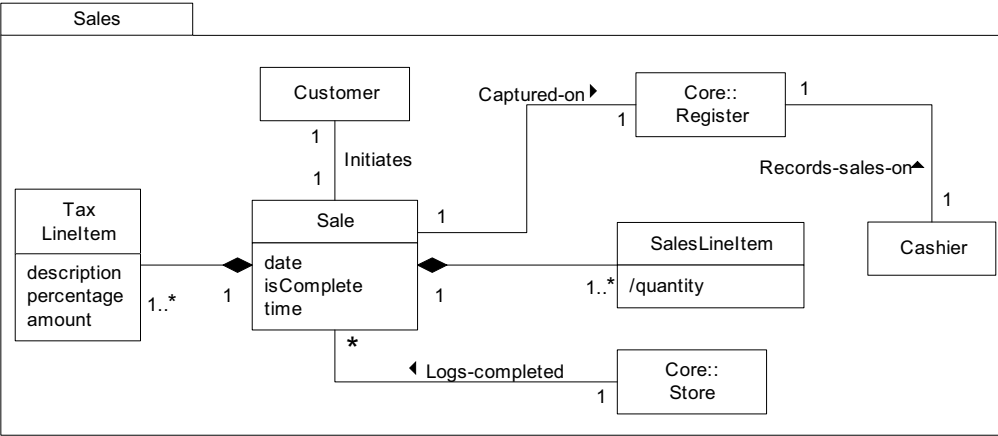 Sales
Customer
1
Initiates
1
Captured-on
1
Core::
Register
1
Records-sales-on
1
Cashier
Tax
LineItem
description
percentage
amount
1..*
1
Sale
date
isComplete
time
1
1
SalesLineItem
/quantity
1..*
*
Logs-completed
1
Core::
Store